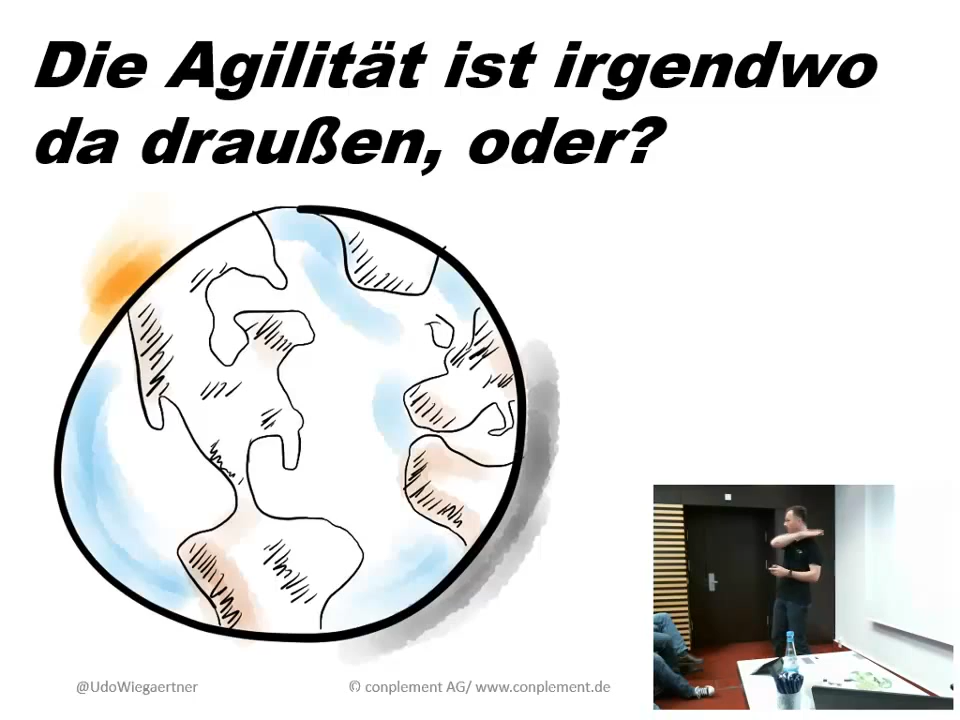 Die Agilität ist irgendwo
da draußen, oder?
@UdoWiegaertner
© conplement AG/ www.conplement.de